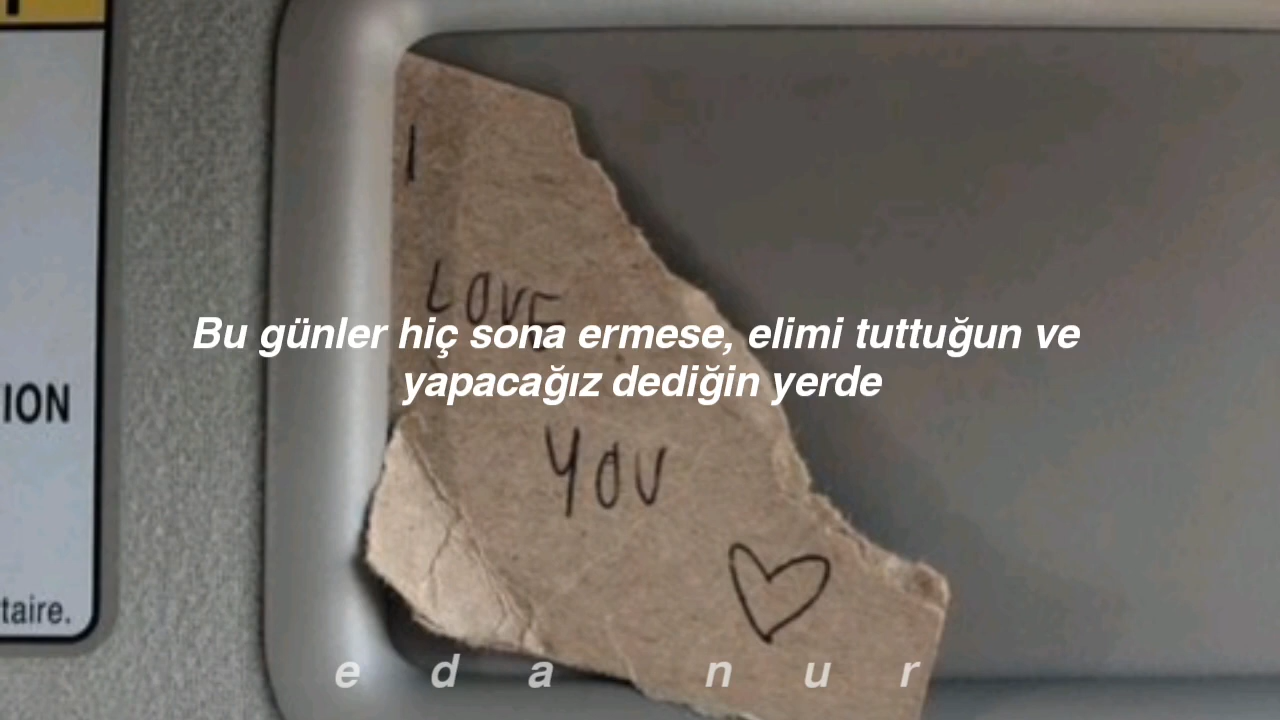 ION
taire.
I
LOVE
YOU
Bu günler hiç sona ermese, elimi tuttuğun ve
yapacağız dediğin yerde
e d a n u r